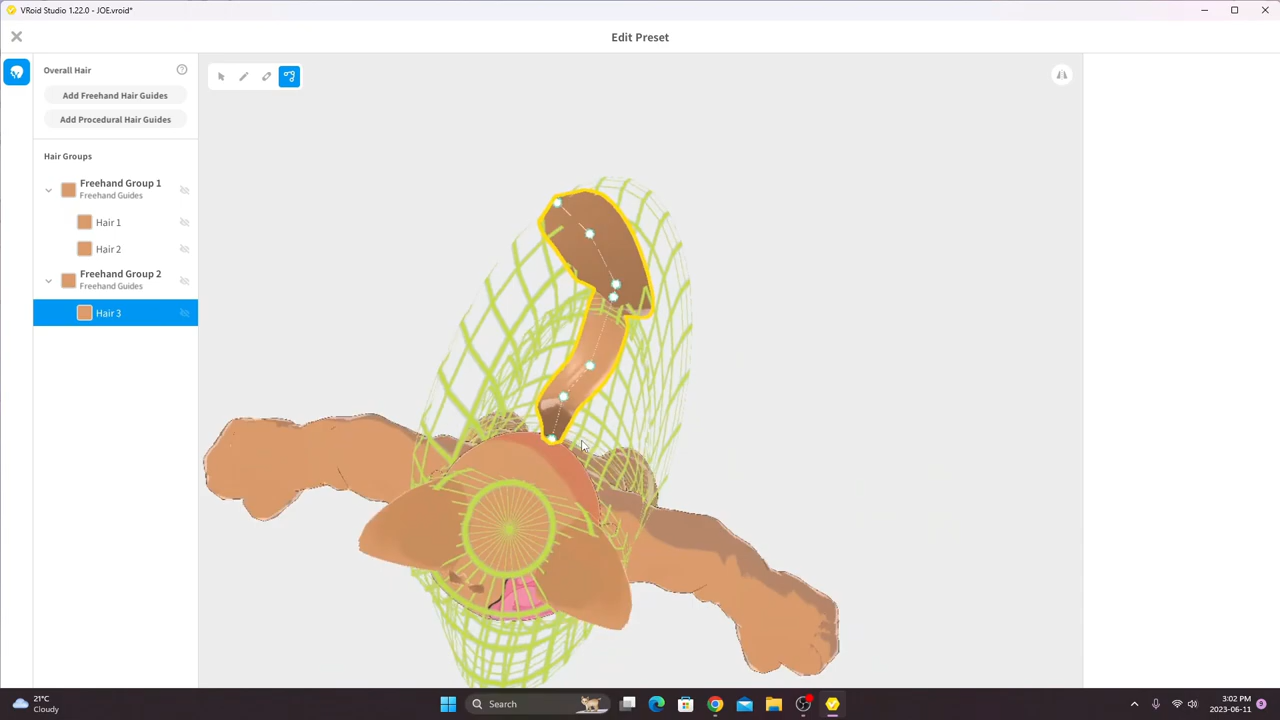 VRoid Studio 1.22.0 - JOE.vroid*
Edit Preset
Overall Hair
Add Freehand Hair Guides
Add Procedural Hair Guides
Hair Groups
Freehand Group 1
Freehand Guides
Hair 1
Hair 2
Freehand Group 2
Freehand Guides
Hair 3
21°C
Cloudy
Search
3:02 PM
2023-06-11